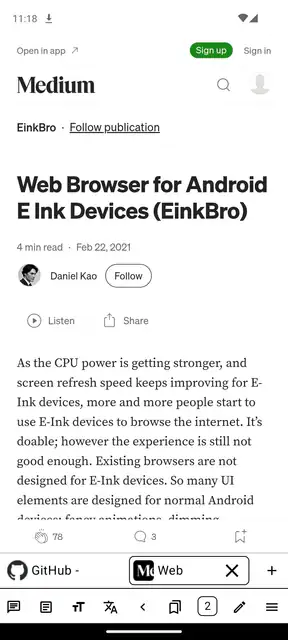 11:18
Open in app
Sign up
Sign in
Medium
EinkBro · Follow publication
Web Browser for Android
E Ink Devices (EinkBro)
4 min read · Feb 22, 2021
Daniel Kao
Follow
Listen
Share
As the CPU power is getting stronger, and
screen refresh speed keeps improving for E-
Ink devices, more and more people start to
use E-Ink devices to browse the internet. It’s
doable; however the experience is still not
good enough. Existing browsers are not
designed for E-Ink devices. So many UI
elements are designed for normal Android
devices: fancy animations, dimming
78
3
GitHub -
Web
2